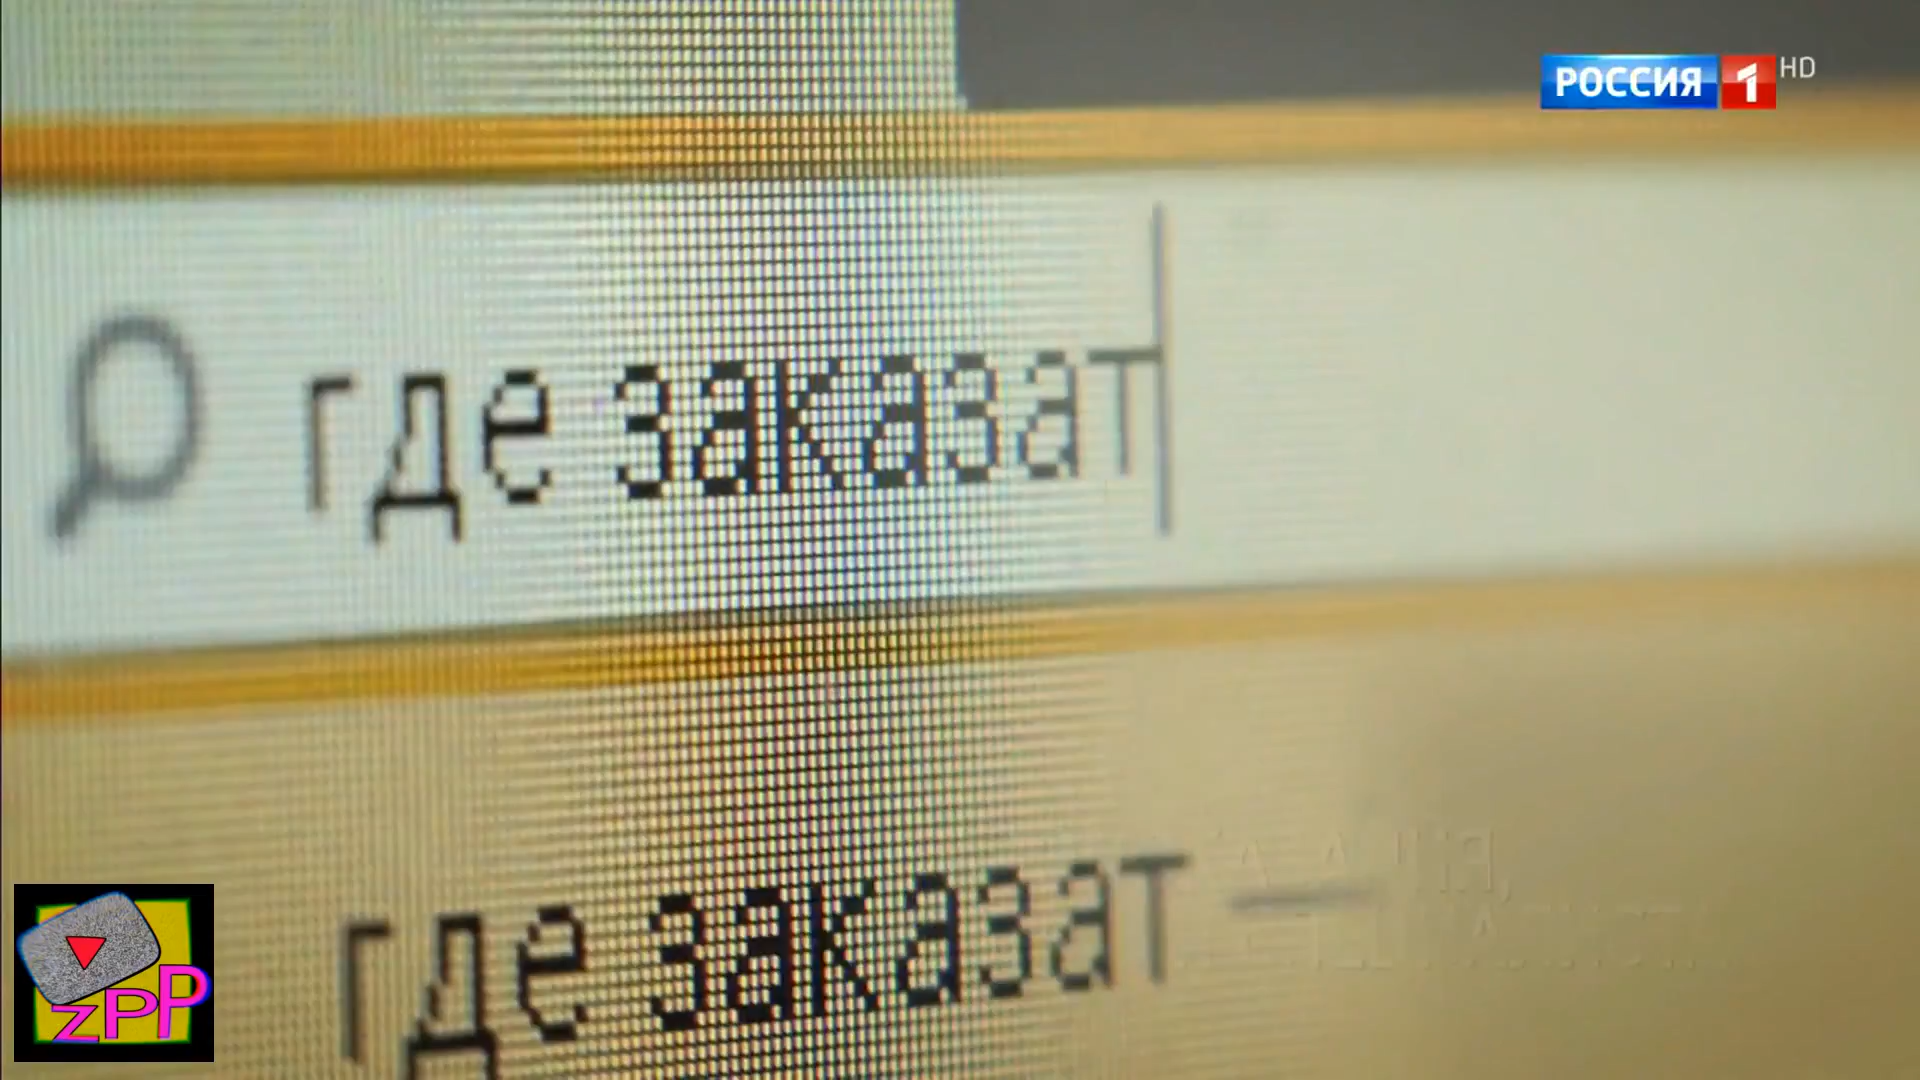 РОССИЯ 1 HD
где заказат
где заказат —
zPP